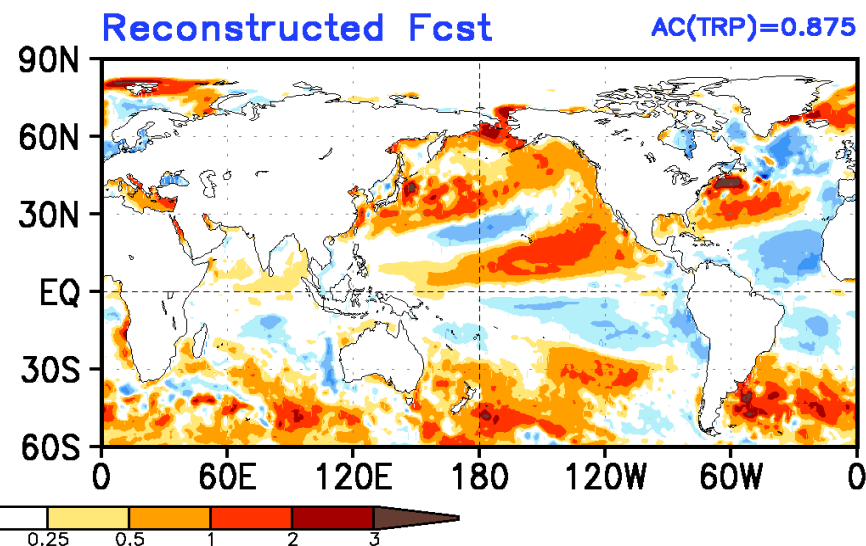 Reconstructed Fcst
AC(TRP)=0.875
90N
60N
30N
EQ
30S
60S
0 60E 120E 180 120W 60W 0
0.25 0.5 1 2 3